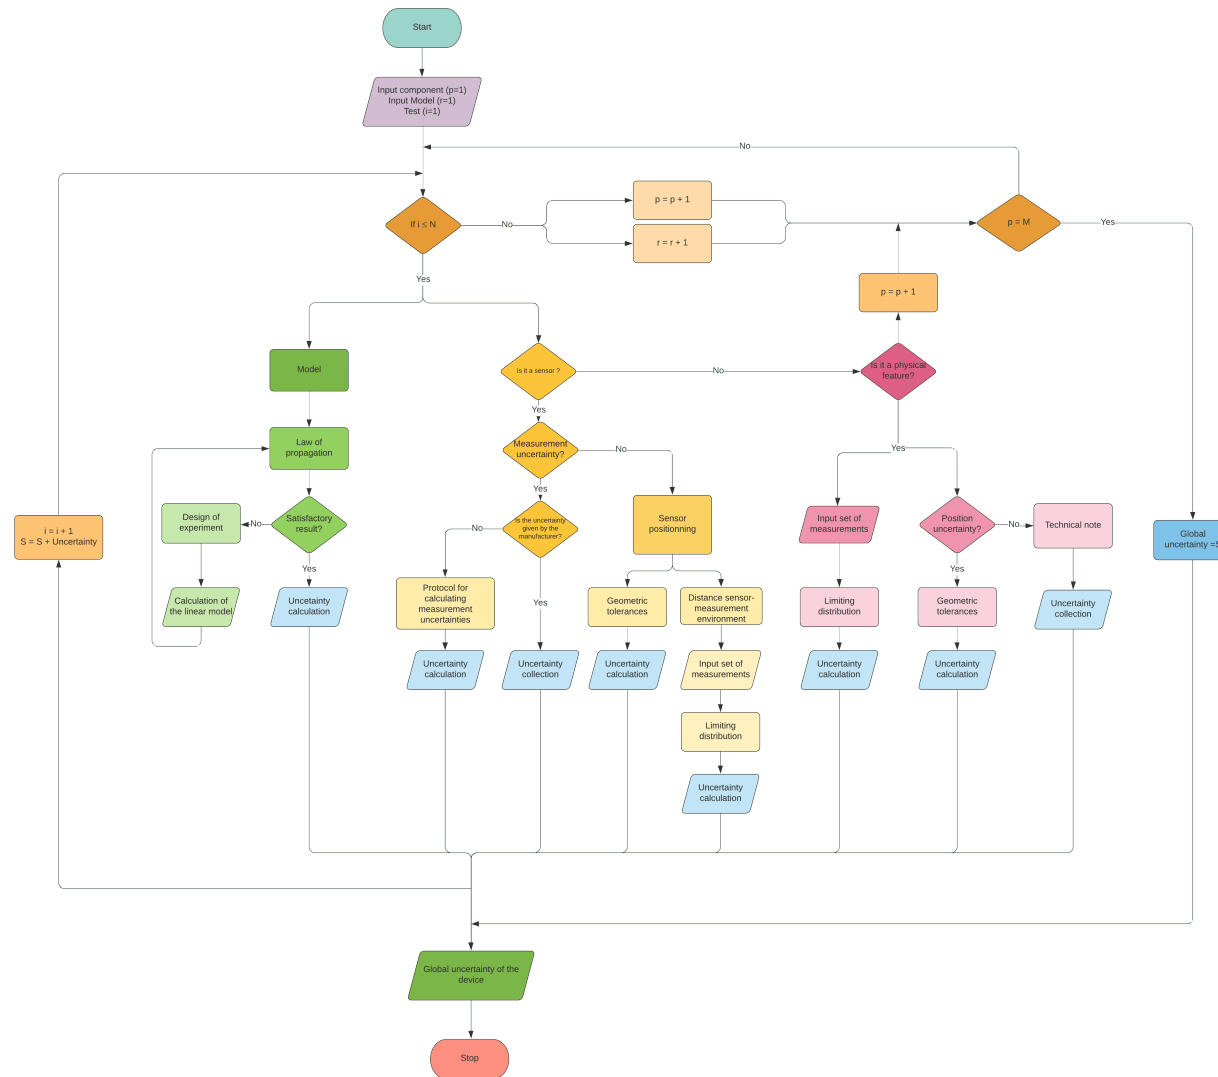 Start
Input component (p=1)
Input Model (r=1)
Test (i=1)
No
If i ≤ N
No
p = p + 1
r = r + 1
p = M
Yes
Yes
p = p + 1
Model
Is it a sensor ?
No
Is it a physical
feature?
Yes
Law of
propagation
Measurement
uncertainty?
No
Yes
Yes
i = i + 1
S = S + Uncertainty
Design of
experiment
No
Satisfactory
result?
No
Is the uncertainty
given by the
manufacturer?
Sensor
positionning
Input set of
measurements
Position
uncertainty?
No
Technical note
Global
uncertainty =S
Yes
Yes
Calculation of
the linear model
Uncetainty
calculation
Protocol for
calculating
measurement
uncertainties
Yes
Geometric
tolerances
Distance sensor-
measurement
environment
Limiting
distribution
Geometric
tolerances
Uncertainty
collection
Uncertainty
calculation
Uncertainty
collection
Uncertainty
calculation
Input set of
measurements
Uncertainty
calculation
Uncertainty
calculation
Limiting
distribution
Uncertainty
calculation
Global uncertainty of the
device
Stop